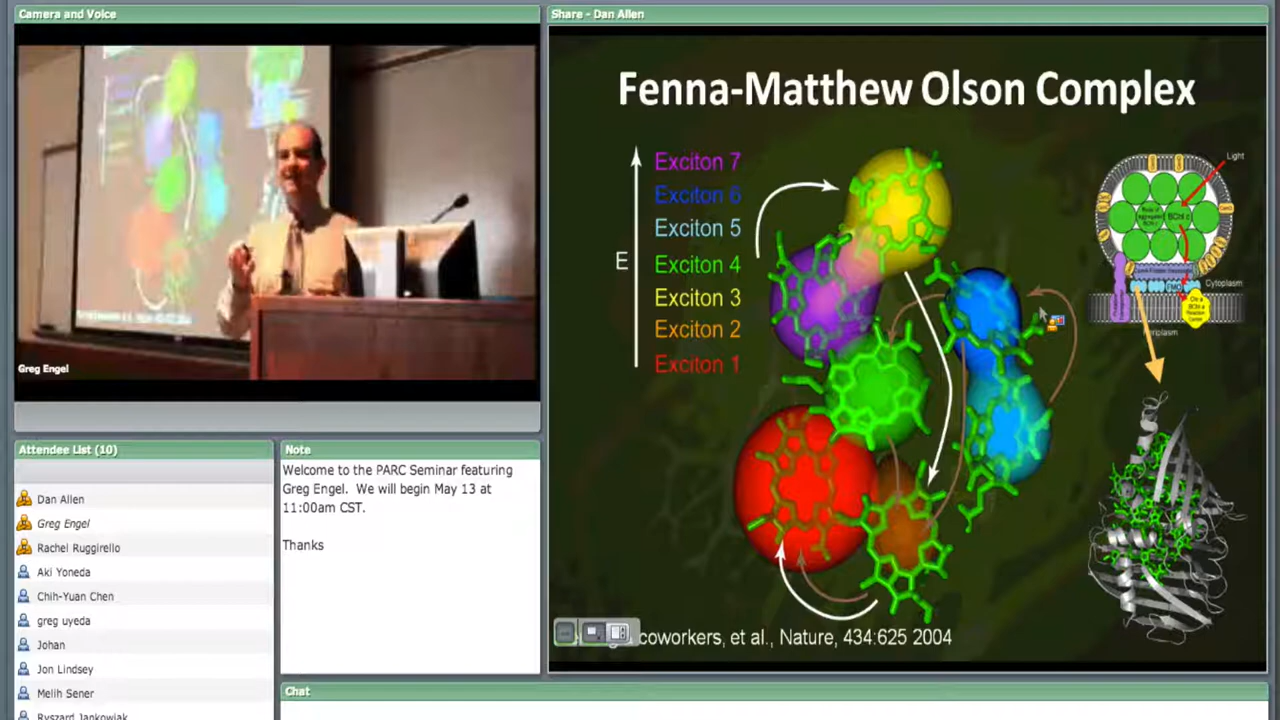 Camera and Voice
Greg Engel
Attendee List (10)
Dan Allen
Greg Engel
Rachel Ruggirello
Aki Yoneda
Chih-Yuan Chen
greg uyeda
Johan
Jon Lindsey
Melih Sener
Ryszard Jankowiak
Note
Welcome to the PARC Seminar featuring
Greg Engel. We will begin May 13 at
11:00am CST.
Thanks
Chat
Share - Dan Allen
Fenna-Matthew Olson Complex
E
Exciton 7
Exciton 6
Exciton 5
Exciton 4
Exciton 3
Exciton 2
Exciton 1
Light
BChl c
Cytoplasm
coworkers, et al., Nature, 434:625 2004